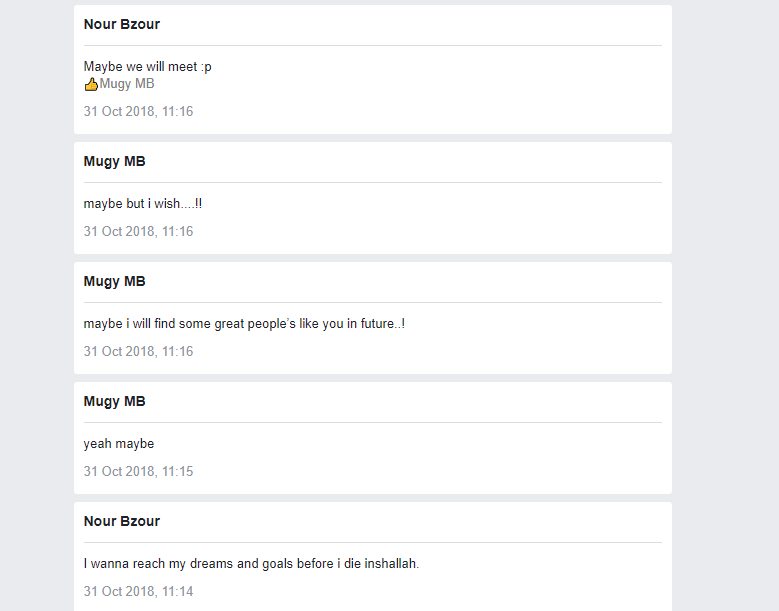 Nour Bzour
Maybe we will meet :p
👍Mugy MB
31 Oct 2018, 11:16
Mugy MB
maybe but i wish....!!
31 Oct 2018, 11:16
Mugy MB
maybe i will find some great people's like you in future..!
31 Oct 2018, 11:16
Mugy MB
yeah maybe
31 Oct 2018, 11:15
Nour Bzour
I wanna reach my dreams and goals before i die inshallah.
31 Oct 2018, 11:14